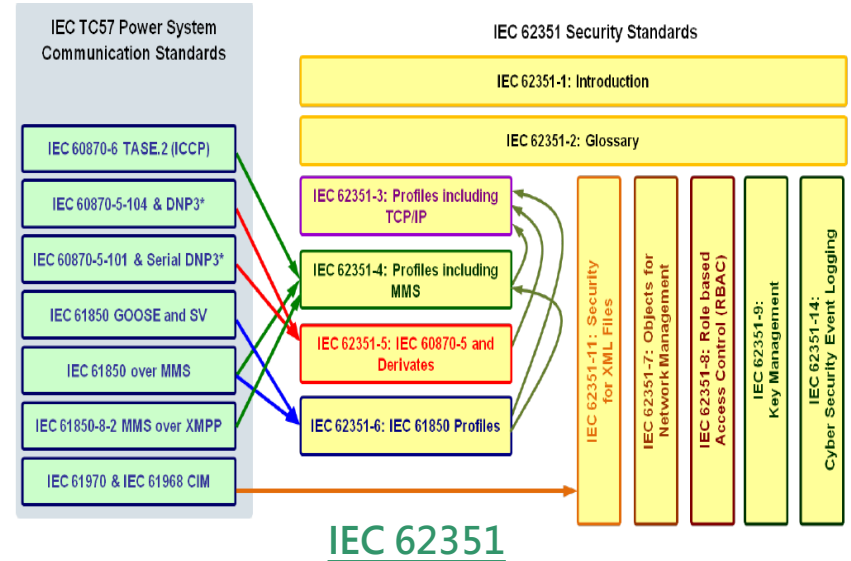 IEC TC57 Power System
Communication Standards
IEC 62351 Security Standards
IEC 62351-1: Introduction
IEC 62351-2: Glossary
IEC 60870-6 TASE.2 (ICCP)
IEC 60870-5-104 & DNP3*
IEC 60870-5-101 & Serial DNP3*
IEC 61850 GOOSE and SV
IEC 61850 over MMS
IEC 61850-8-2 MMS over XMPP
IEC 61970 & IEC 61968 CIM
IEC 62351-3: Profiles including
TCP/IP
IEC 62351-4: Profiles including
MMS
IEC 62351-5: IEC 60870-5 and
Derivates
IEC 62351-6: IEC 61850 Profiles
IEC 62351-11: Security
for XML Files
IEC 62351-7: Objects for
Network Management
IEC 62351-8: Role based
Access Control (RBAC)
IEC 62351-9:
Key Management
IEC 62351-14:
Cyber Security Event Logging
IEC 62351